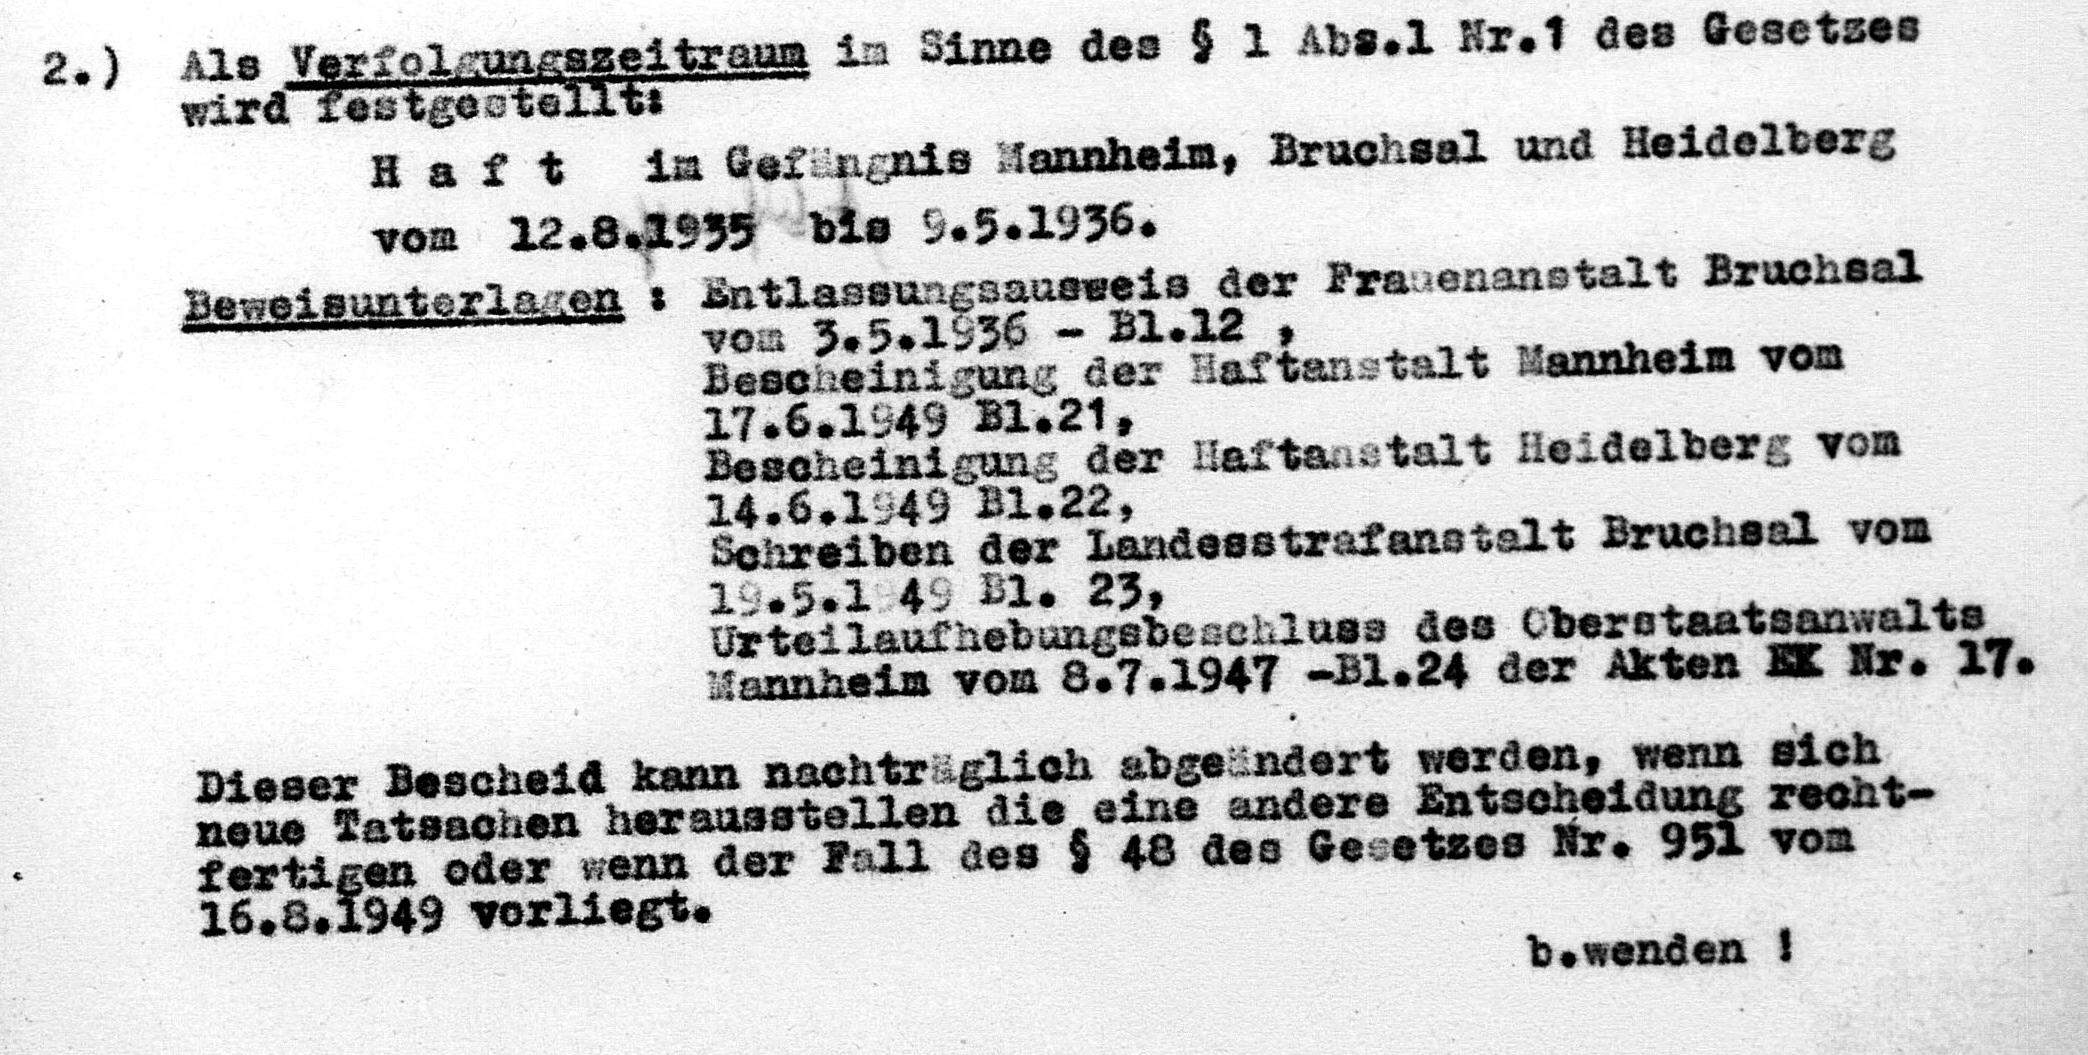 2.) Als Verfolgungszeitraum im Sinne des § 1 Abs.1 Nr.1 des Gesetzes
wird festgestellt:
H a f t im Gefängnis Mannheim, Bruchsal und Heidelberg
vom 12.8.1935 bis 9.5.1936.
Beweisunterlagen : Entlassungsausweis der Frauenanstalt Bruchsal
vom 3.5.1936 - Bl.12 ,
Bescheinigung der Haftanstalt Mannheim vom
17.6.1949 Bl.21,
Bescheinigung der Haftanstalt Heidelberg vom
14.6.1949 Bl.22,
Schreiben der Landesstrafanstalt Bruchsal vom
19.5.1949 Bl. 23,
Urteilaufhebungsbeschluss des Oberstaatsanwalts
Mannheim vom 8.7.1947 -Bl.24 der Akten EK Nr. 17.
Dieser Bescheid kann nachträglich abgeändert werden, wenn sich
neue Tatsachen herausstellen die eine andere Entscheidung recht-
fertigen oder wenn der Fall des § 48 des Gesetzes Nr. 951 vom
16.8.1949 vorliegt.
b.wenden !